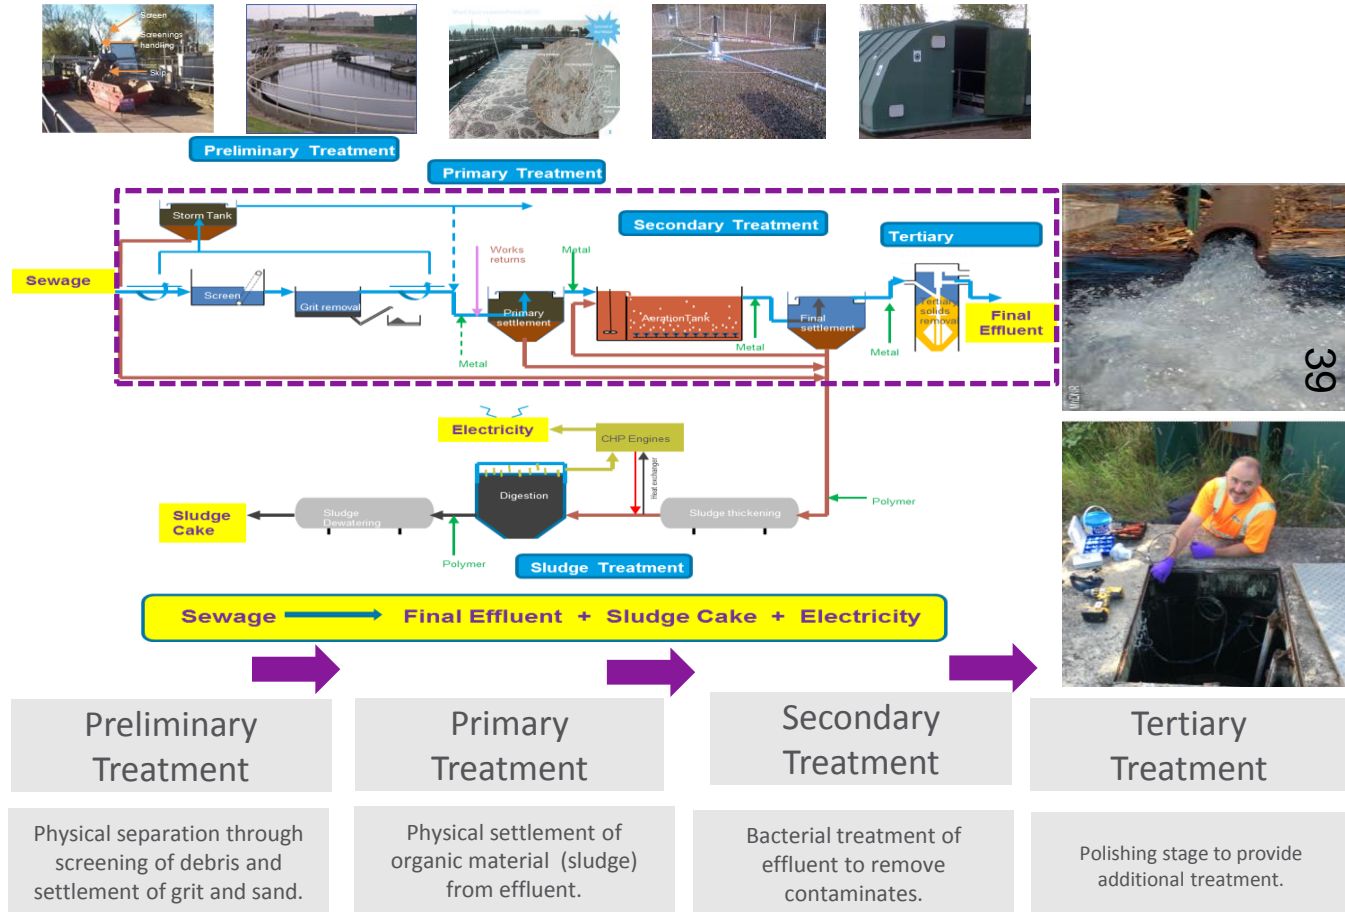 Screen
Screenings
handling
Skip
Preliminary Treatment
Primary Treatment
Storm Tank
Secondary Treatment
Tertiary
Sewage
Screen
Grit removal
Works
returns
Metal
Primary
settlement
Metal
AerationTank
Metal
Final
settlement
Metal
Tertiary
solids
removal
Final
Effluent
39
MnDNR
Electricity
CHP Engines
Heat exchanger
Digestion
Sludge
Cake
Sludge
Dewatering
Sludge thickening
Polymer
Polymer
Sludge Treatment
Sewage Final Effluent + Sludge Cake + Electricity
Preliminary
Treatment
Primary
Treatment
Secondary
Treatment
Tertiary
Treatment
Physical separation through
screening of debris and
settlement of grit and sand.
Physical settlement of
organic material (sludge)
from effluent.
Bacterial treatment of
effluent to remove
contaminates.
Polishing stage to provide
additional treatment.